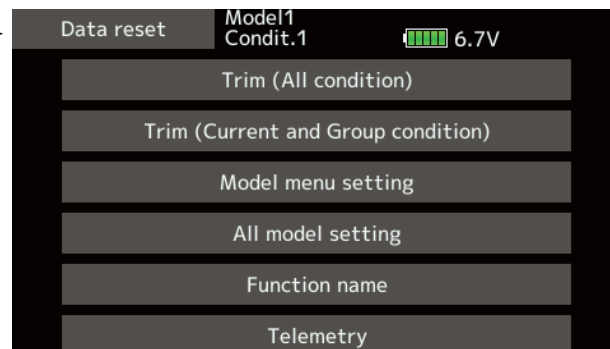 Data reset
Model1
Condit.1
6.7V
Trim (All condition)
Trim (Current and Group condition)
Model menu setting
All model setting
Function name
Telemetry